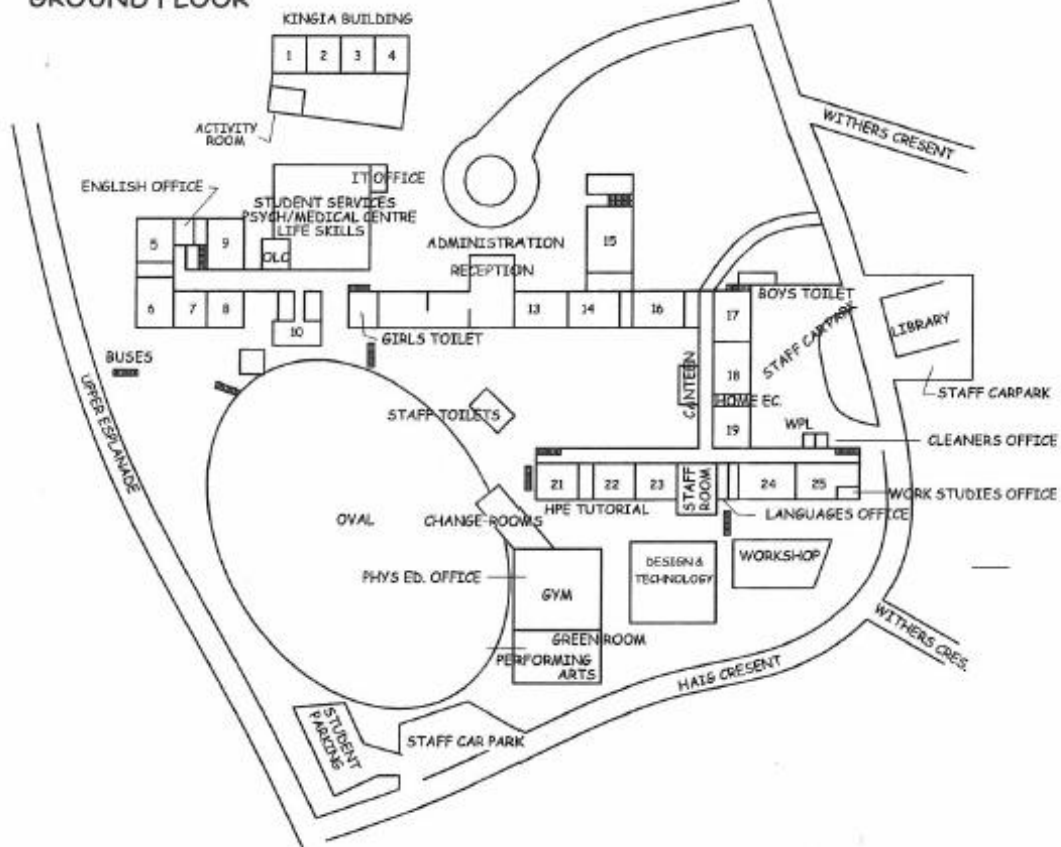 GROUND FLOOR
KINGIA BUILDING
1 2 3 4
ACTIVITY
ROOM
WITHERS CRESENT
ENGLISH OFFICE
IT OFFICE
STUDENT SERVICES
PSYCH/MEDICAL CENTRE
LIFE SKILLS
OLC
5
9
ADMINISTRATION
RECEPTION
15
6
7
8
10
13
14
16
17
BOYS TOILET
GIRLS TOILET
BUSES
STAFF CARPARK
LIBRARY
STAFF CARPARK
UPPER ESPLANADE
CANTEEN
18
HOME EC.
19
STAFF TOILETS
WPL
CLEANERS OFFICE
21
22
23
STAFF
ROOM
24
25
WORK STUDIES OFFICE
HPE TUTORIAL
LANGUAGES OFFICE
OVAL
CHANGE-ROOMS
PHYS ED. OFFICE
GYM
DESIGN &
TECHNOLOGY
WORKSHOP
GREEN ROOM
PERFORMING
ARTS
WITHERS CRES.
HAIG CRESENT
STUDENT
PARKING
STAFF CAR PARK